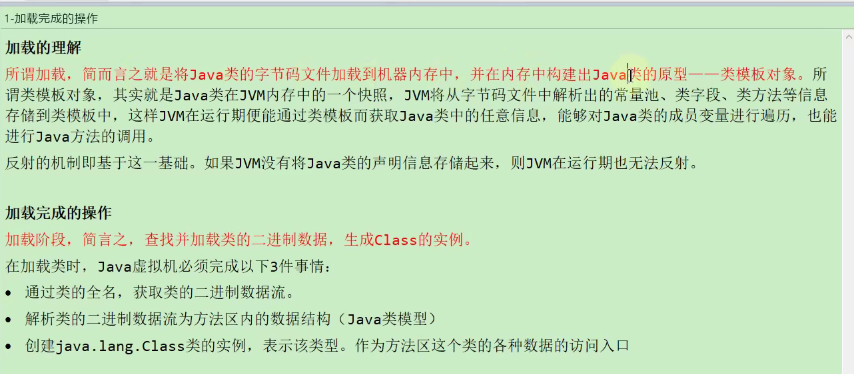 1-加载完成的操作
加载的理解
所谓加载，简而言之就是将Java类的字节码文件加载到机器内存中，并在内存中构建出Java类的原型——类模板对象。所
谓类模板对象，其实就是Java类在JVM内存中的一个快照，JVM将从字节码文件中解析出的常量池、类字段、类方法等信息
存储到类模板中，这样JVM在运行期便能通过类模板而获取Java类中的任意信息，能够对Java类的成员变量进行遍历，也能
进行Java方法的调用。
反射的机制即基于这一基础。如果JVM没有将Java类的声明信息存储起来，则JVM在运行期也无法反射。
加载完成的操作
加载阶段，简言之，查找并加载类的二进制数据，生成Class的实例。
在加载类时，Java虚拟机必须完成以下3件事情：
• 通过类的全名，获取类的二进制数据流。
• 解析类的二进制数据流为方法区内的数据结构（Java类模型）
• 创建java.lang.Class类的实例，表示该类型。作为方法区这个类的各种数据的访问入口